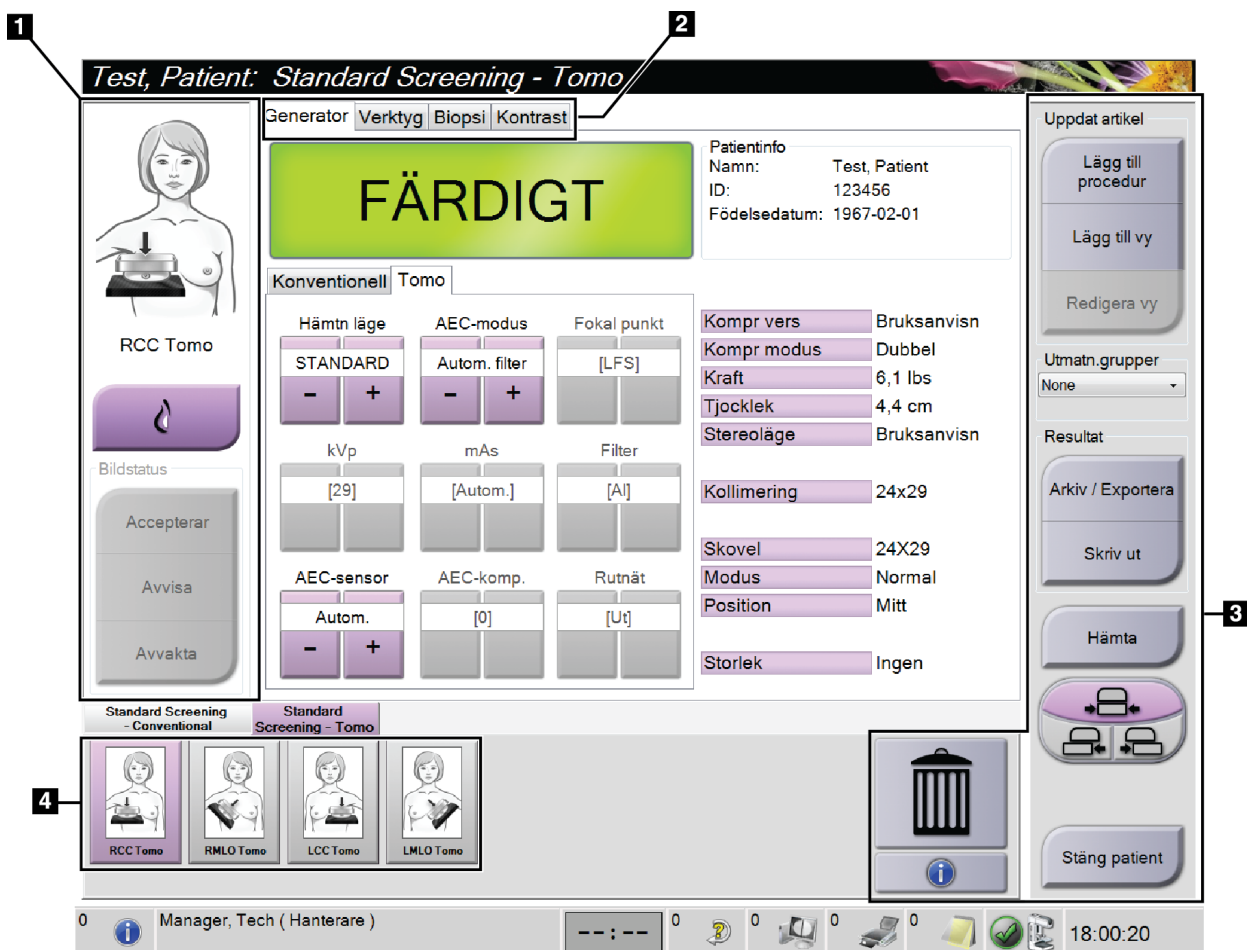 1
2
Test, Patient: Standard Screening - Tomo
Generator Verktyg Biopsi Kontrast
RCC Tomo
Bildstatus
Accepterar
Avvisa
Avvakta
FÄRDIGT
Patientinfo
Namn: Test, Patient
ID: 123456
Födelsedatum: 1967-02-01
Konventionell Tomo
Hämtn läge AEC-modus Fokal punkt
STANDARD Autom. filter [LFS]
- + - +
kVp mAs Filter
[29] [Autom.] [Al]
AEC-sensor AEC-komp. Rutnät
Autom. [0] [Ut]
- +
Kompr vers Bruksanvisn
Kompr modus Dubbel
Kraft 6,1 lbs
Tjocklek 4,4 cm
Stereoläge Bruksanvisn
Kollimering 24x29
Skovel 24X29
Modus Normal
Position Mitt
Storlek Ingen
Uppdat artikel
Lägg till
procedur
Lägg till vy
Redigera vy
Utmatn.grupper
None
Resultat
Arkiv / Exportera
Skriv ut
Hämta
Stäng patient
3
Standard Screening
- Conventional
Standard
Screening - Tomo
4
RCC Tomo RMLO Tomo LCC Tomo LMLO Tomo
0 Manager, Tech ( Hanterare ) --:-- 0 0 0 0 18:00:20